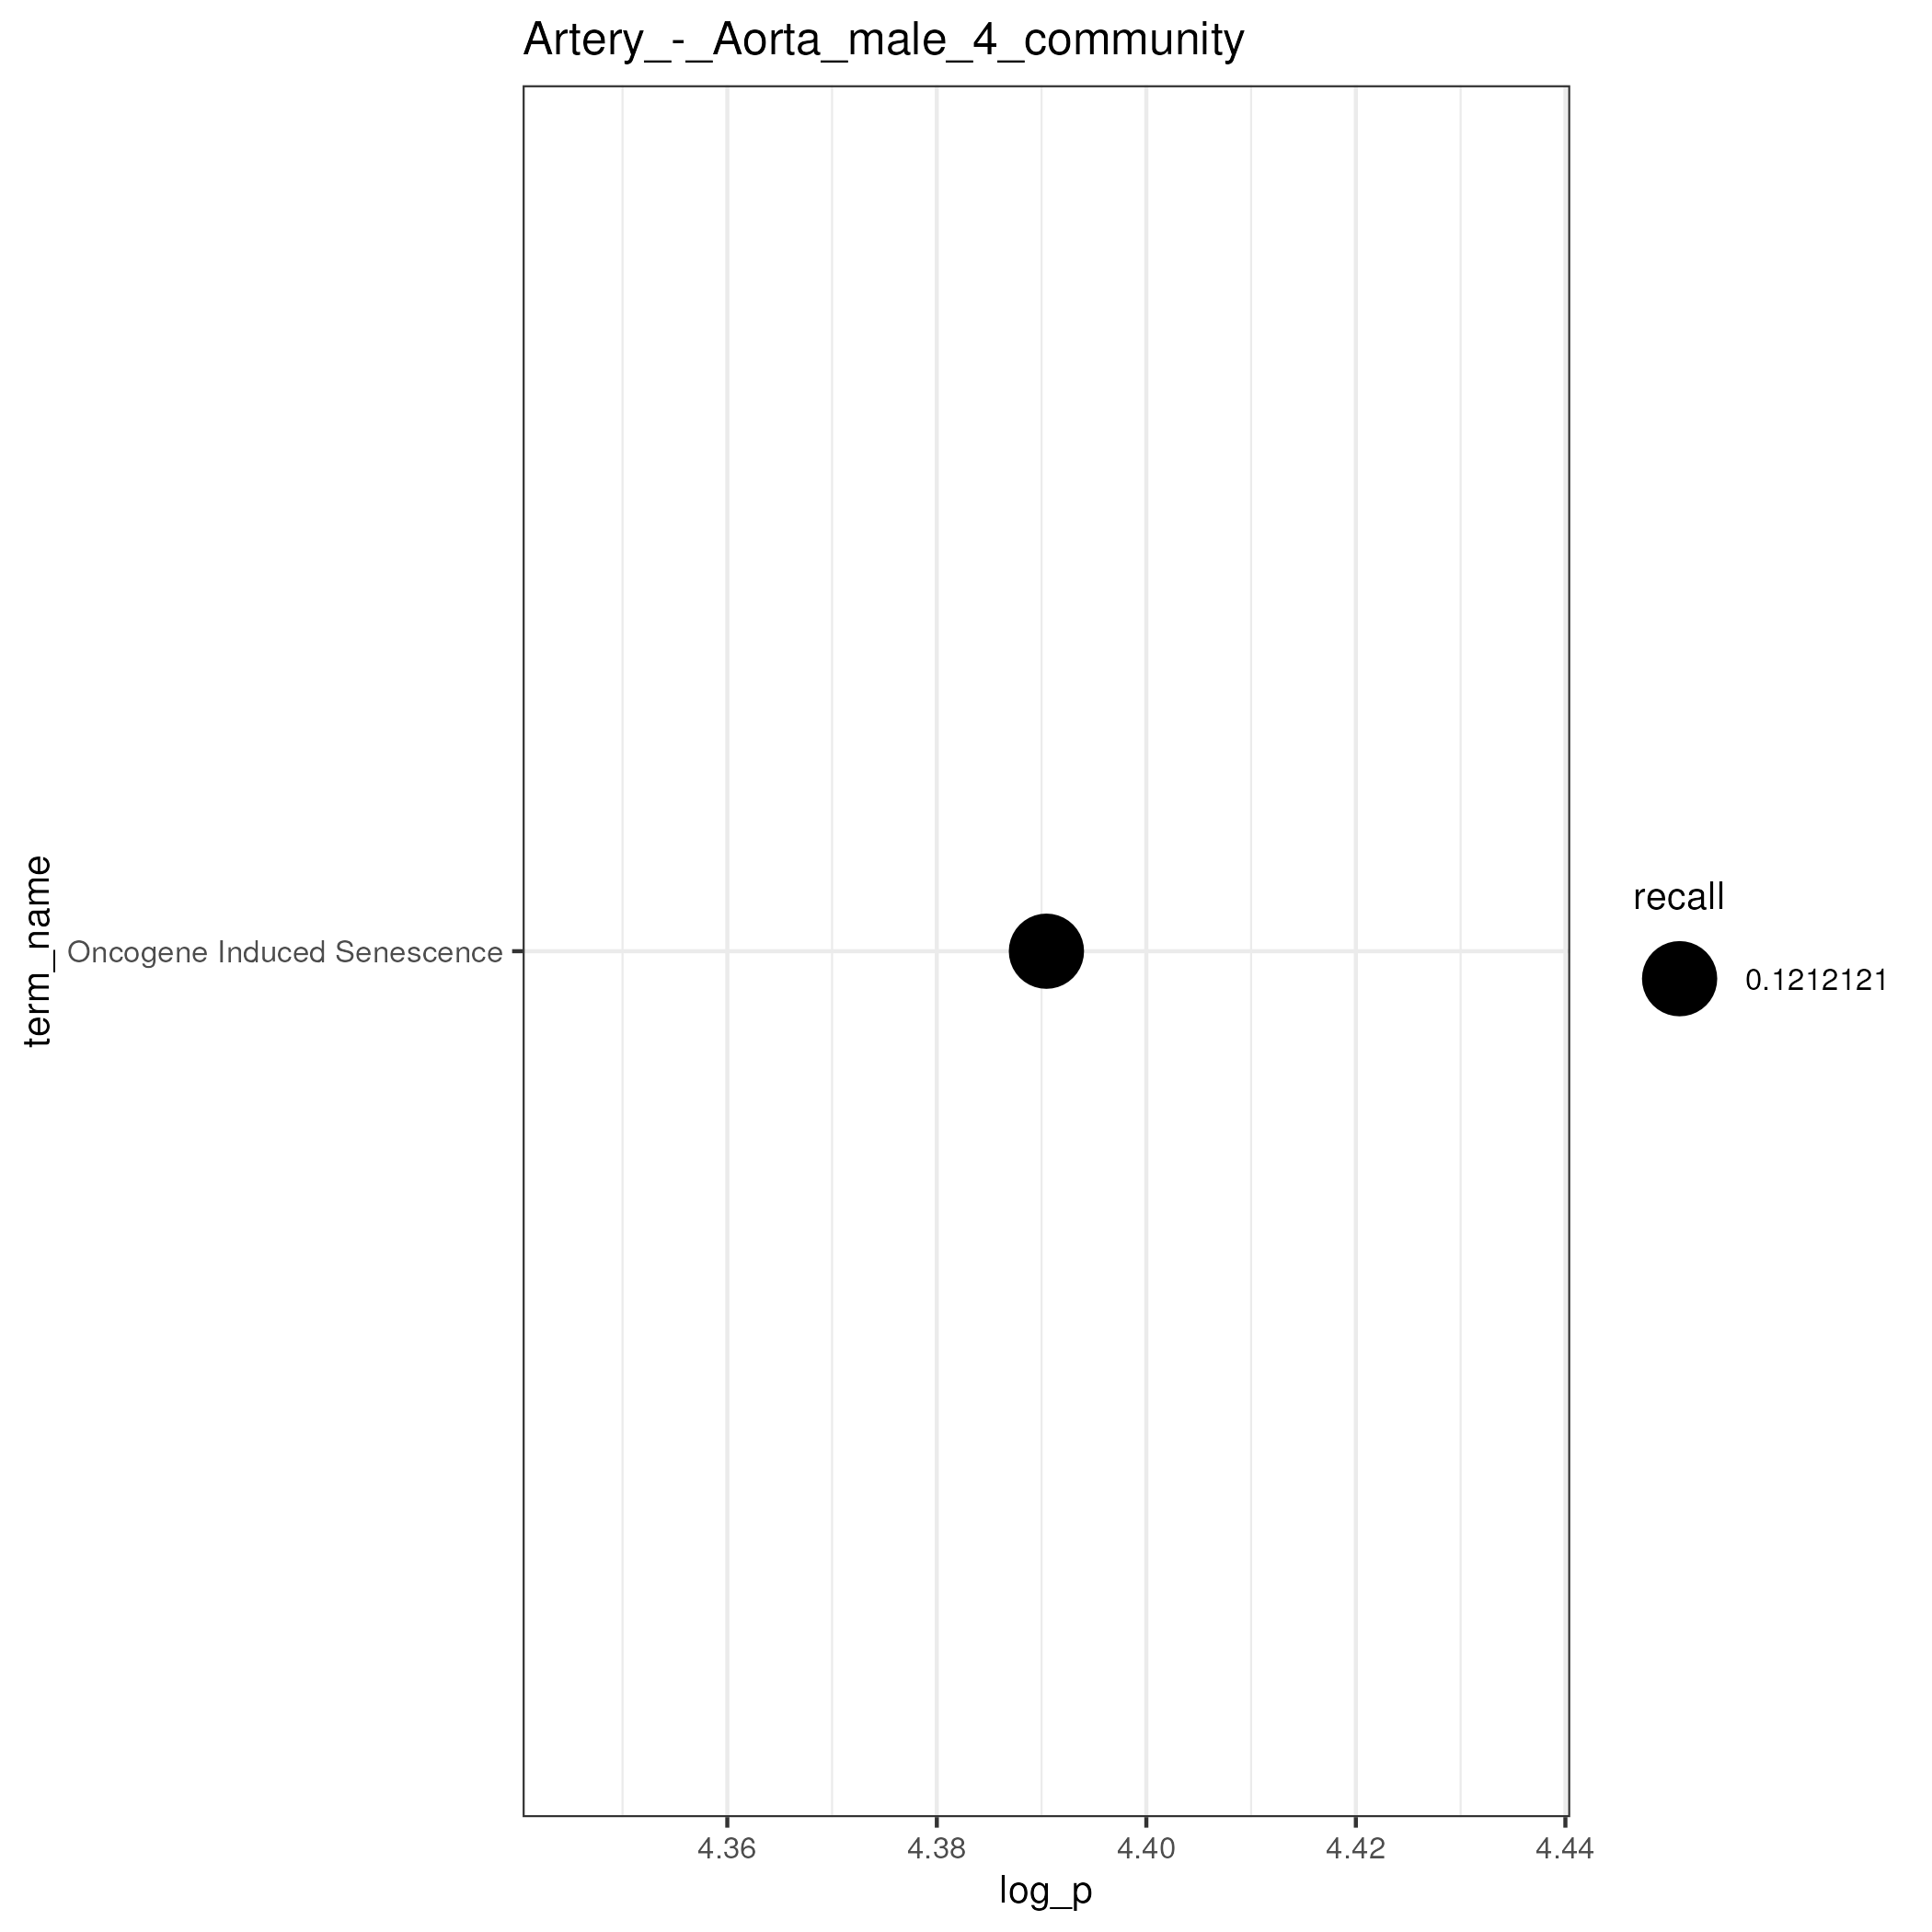 Artery_-_Aorta_male_4_community
term_name
Oncogene Induced Senescence
recall
0.1212121
4.36 4.38 4.40 4.42 4.44
log_p